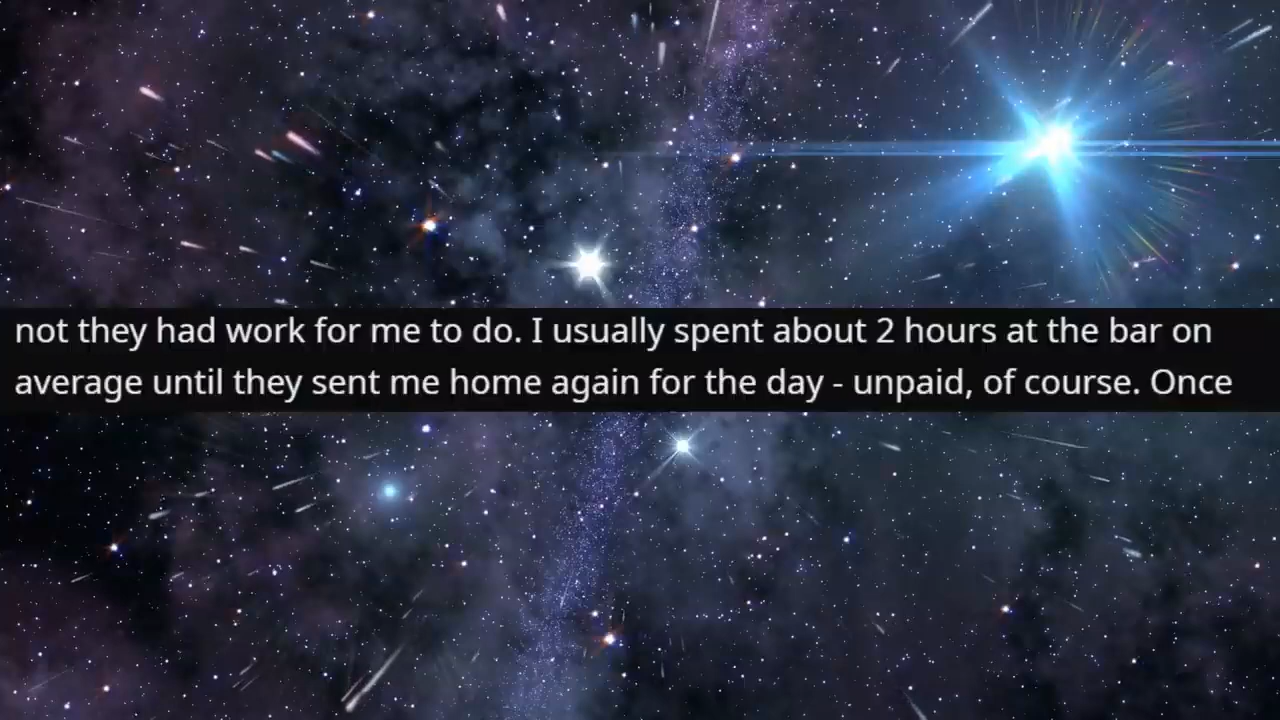 not they had work for me to do. I usually spent about 2 hours at the bar on
average until they sent me home again for the day - unpaid, of course. Once